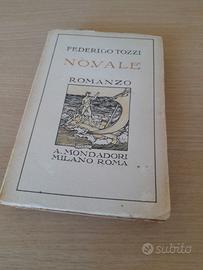 FEDERIGO TOZZI
NOVALE
ROMANZO
A. MONDADORI
MILANO ROMA
subito